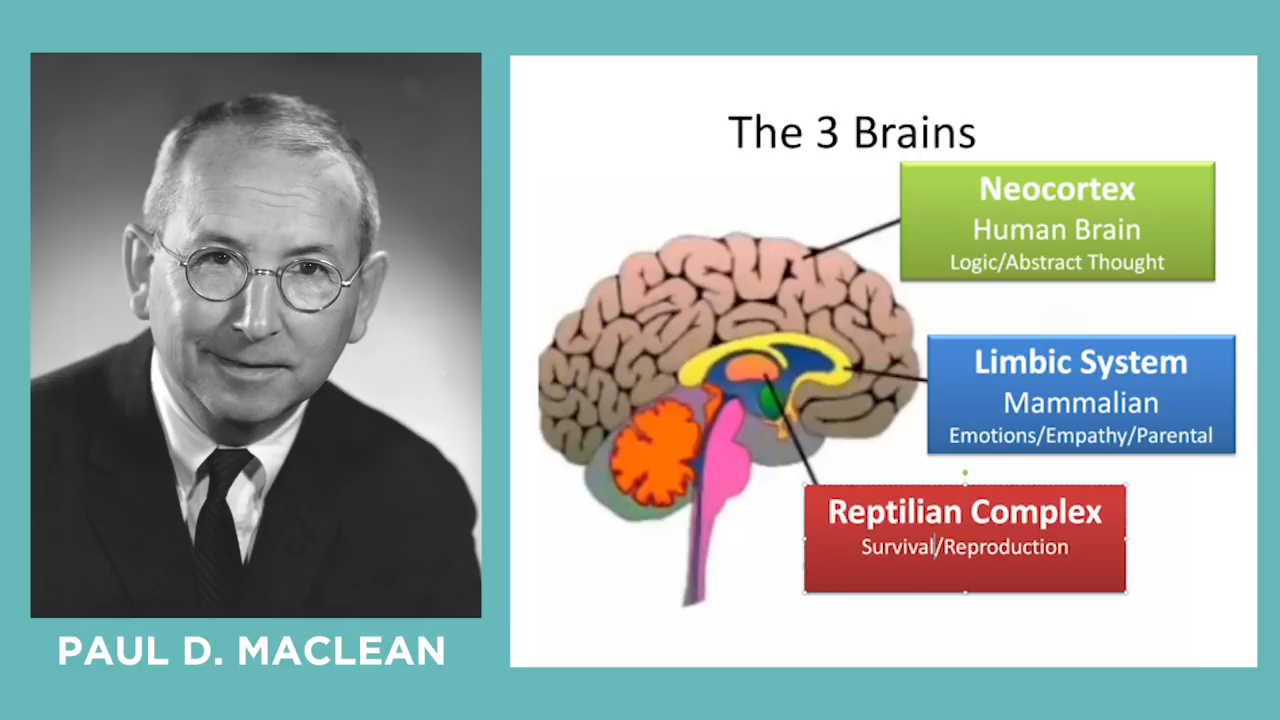 The 3 Brains
Neocortex
Human Brain
Logic/Abstract Thought
Limbic System
Mammalian
Emotions/Empathy/Parental
Reptilian Complex
Survival/Reproduction
PAUL D. MACLEAN